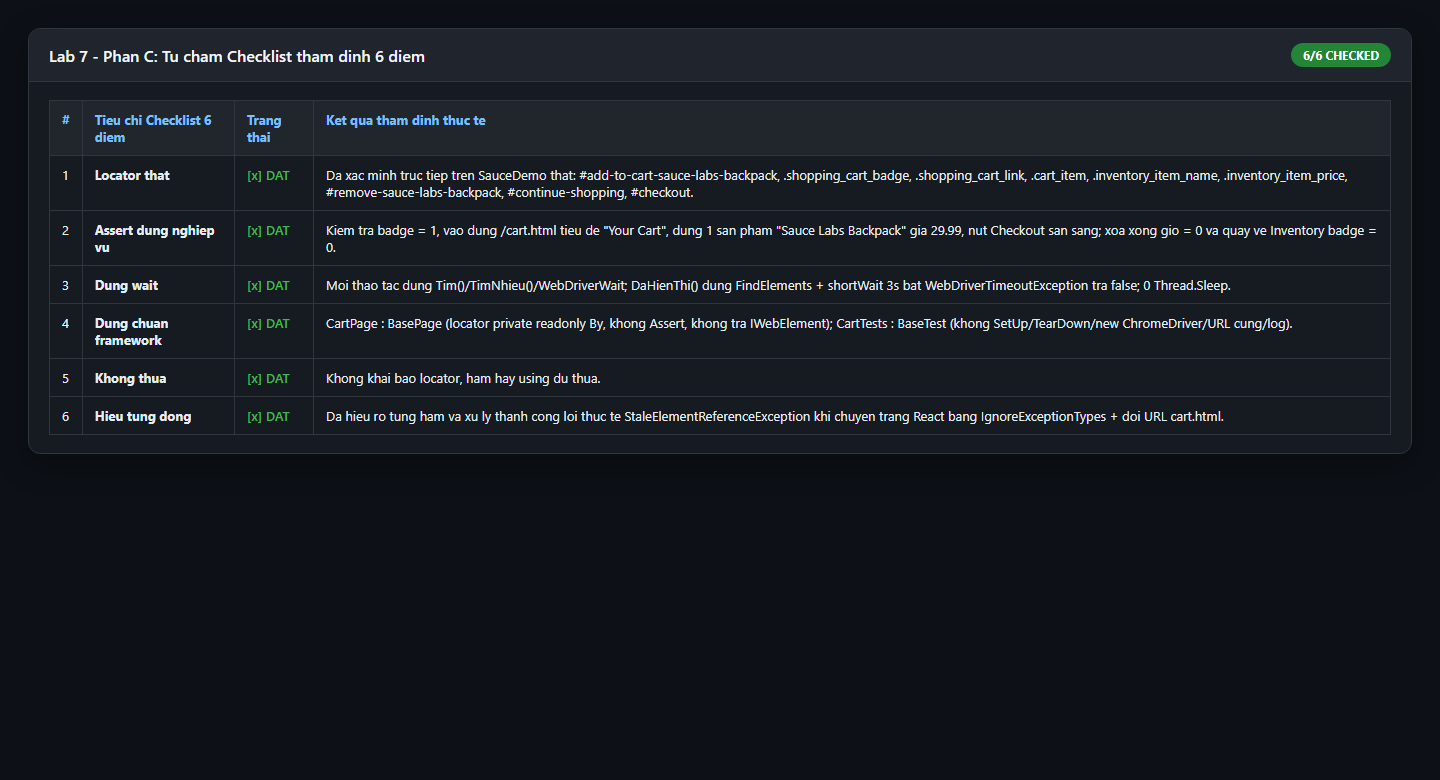 Lab 7 - Phan C: Tu cham Checklist tham dinh 6 diem
6/6 CHECKED
#
Tieu chi Checklist 6
diem
Trang
thai
Ket qua tham dinh thuc te
1
Locator that
[x] DAT
Da xac minh truc tiep tren SauceDemo that: #add-to-cart-sauce-labs-backpack, .shopping_cart_badge, .shopping_cart_link, .cart_item, .inventory_item_name, .inventory_item_price,
#remove-sauce-labs-backpack, #continue-shopping, #checkout.
2
Assert dung nghiep
vu
[x] DAT
Kiem tra badge = 1, vao dung /cart.html tieu de "Your Cart", dung 1 san pham "Sauce Labs Backpack" gia 29.99, nut Checkout san sang; xoa xong gio = 0 va quay ve Inventory badge =
0.
3
Dung wait
[x] DAT
Moi thao tac dung Tim()/TimNhieu()/WebDriverWait; DaHienThi() dung FindElements + shortWait 3s bat WebDriverTimeoutException tra false; 0 Thread.Sleep.
4
Dung chuan
framework
[x] DAT
CartPage : BasePage (locator private readonly By, khong Assert, khong tra IWebElement); CartTests : BaseTest (khong SetUp/TearDown/new ChromeDriver/URL cung/log).
5
Khong thua
[x] DAT
Khong khai bao locator, ham hay using du thua.
6
Hieu tung dong
[x] DAT
Da hieu ro tung ham va xu ly thanh cong loi thuc te StaleElementReferenceException khi chuyen trang React bang IgnoreExceptionTypes + doi URL cart.html.